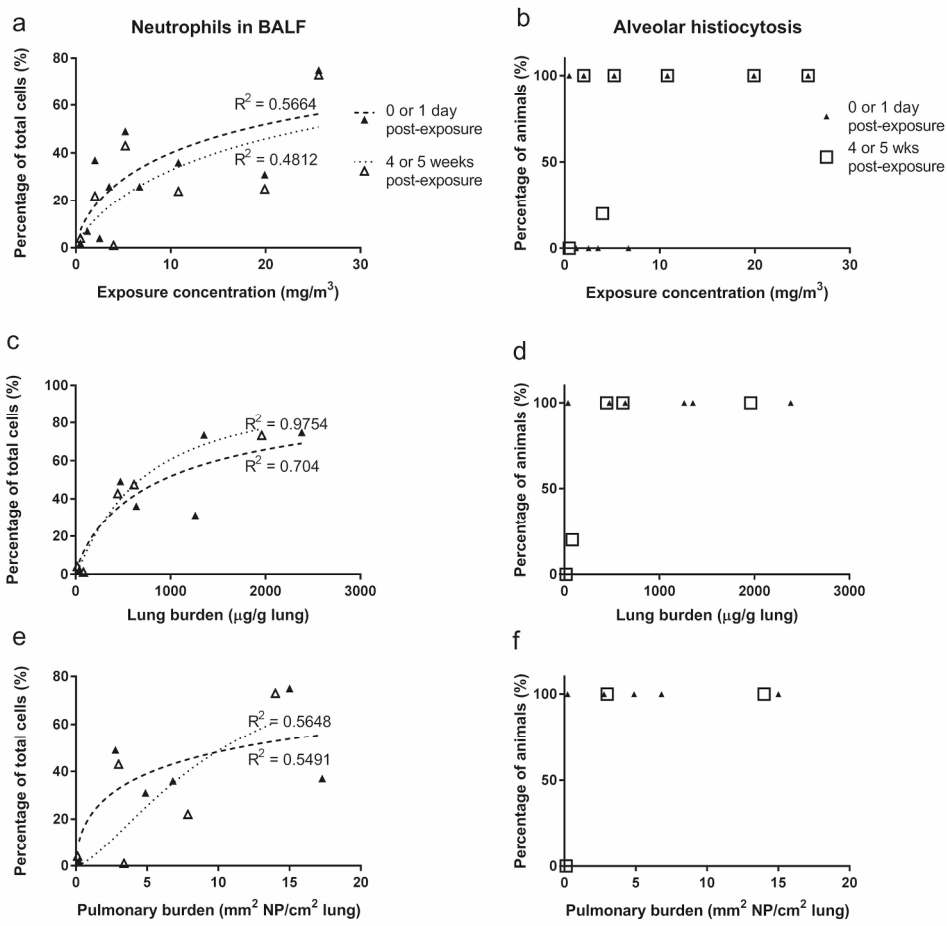 a
Neutrophils in BALF
Percentage of total cells (%)
80
60
40
20
0
0 10 20 30
R² = 0.5664
R² = 0.4812
Exposure concentration (mg/m³)
0 or 1 day
post-exposure
4 or 5 weeks
post-exposure
b
Alveolar histiocytosis
Percentage of animals (%)
100
50
0
0 10 20 30
Exposure concentration (mg/m³)
0 or 1 day
post-exposure
4 or 5 wks
post-exposure
c
Percentage of total cells (%)
100
80
60
40
20
0
0 1000 2000 3000
R² = 0.9754
R² = 0.704
Lung burden (μg/g lung)
d
Percentage of animals (%)
100
50
0
0 1000 2000 3000
Lung burden (μg/g lung)
e
Percentage of total cells (%)
80
60
40
20
0
0 5 10 15 20
R² = 0.5648
R² = 0.5491
Pulmonary burden (mm² NP/cm² lung)
f
Percentage of animals (%)
100
50
0
0 5 10 15 20
Pulmonary burden (mm² NP/cm² lung)